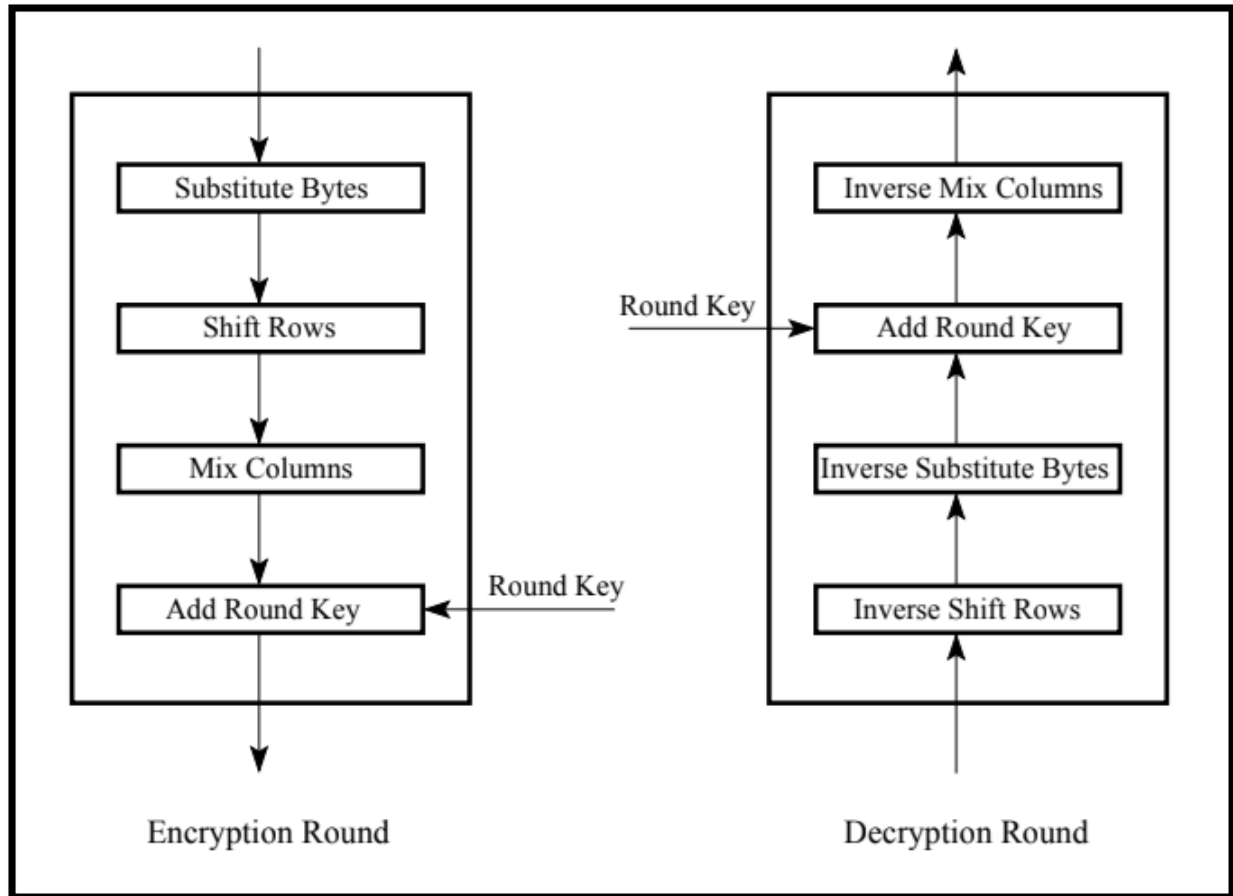 Substitute Bytes
Shift Rows
Mix Columns
Add Round Key
Round Key
Encryption Round
Inverse Mix Columns
Round Key
Add Round Key
Inverse Substitute Bytes
Inverse Shift Rows
Decryption Round